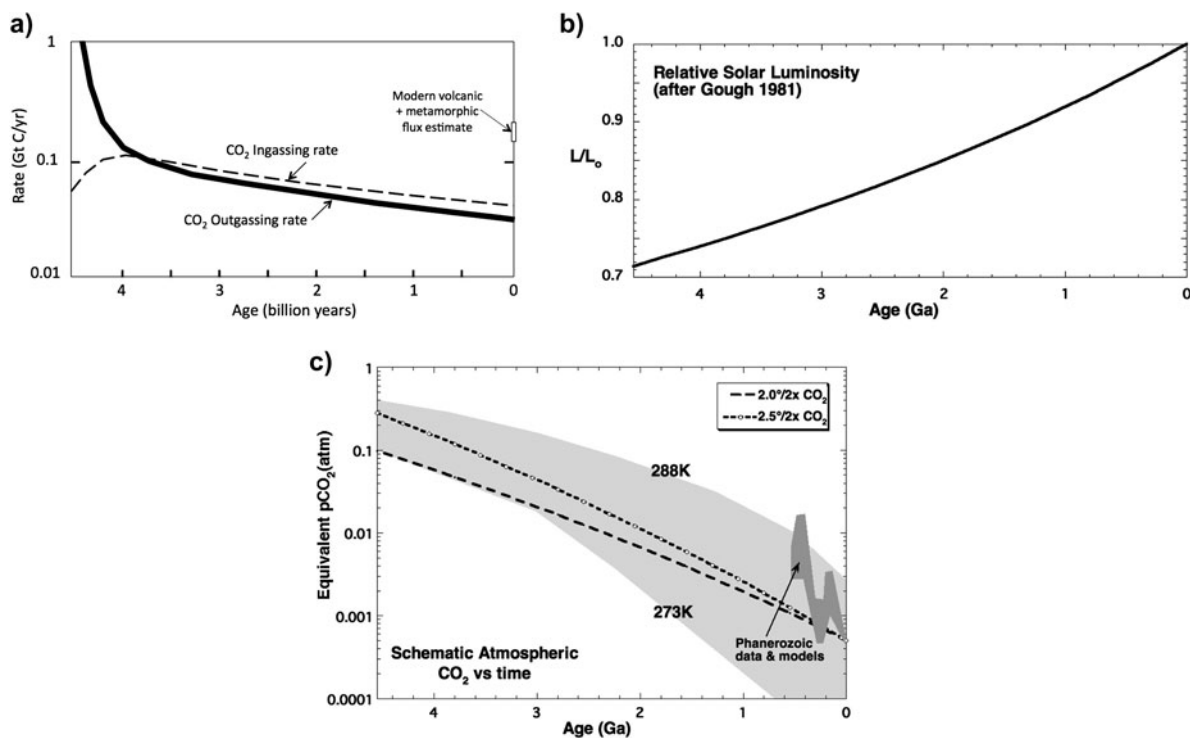 a)
1
0.1
0.01
Rate (Gt C/yr)
Modern volcanic
+ metamorphic
flux estimate
CO₂ Ingassing rate
CO₂ Outgassing rate
4 3 2 1 0
Age (billion years)
b)
1.0
0.9
0.8
0.7
L/Lₒ
Relative Solar Luminosity
(after Gough 1981)
4 3 2 1 0
Age (Ga)
c)
1
0.1
0.01
0.001
0.0001
Equivalent pCO₂(atm)
2.0°/2x CO₂
2.5°/2x CO₂
288K
273K
Phanerozoic
data & models
Schematic Atmospheric
CO₂ vs time
4 3 2 1 0
Age (Ga)